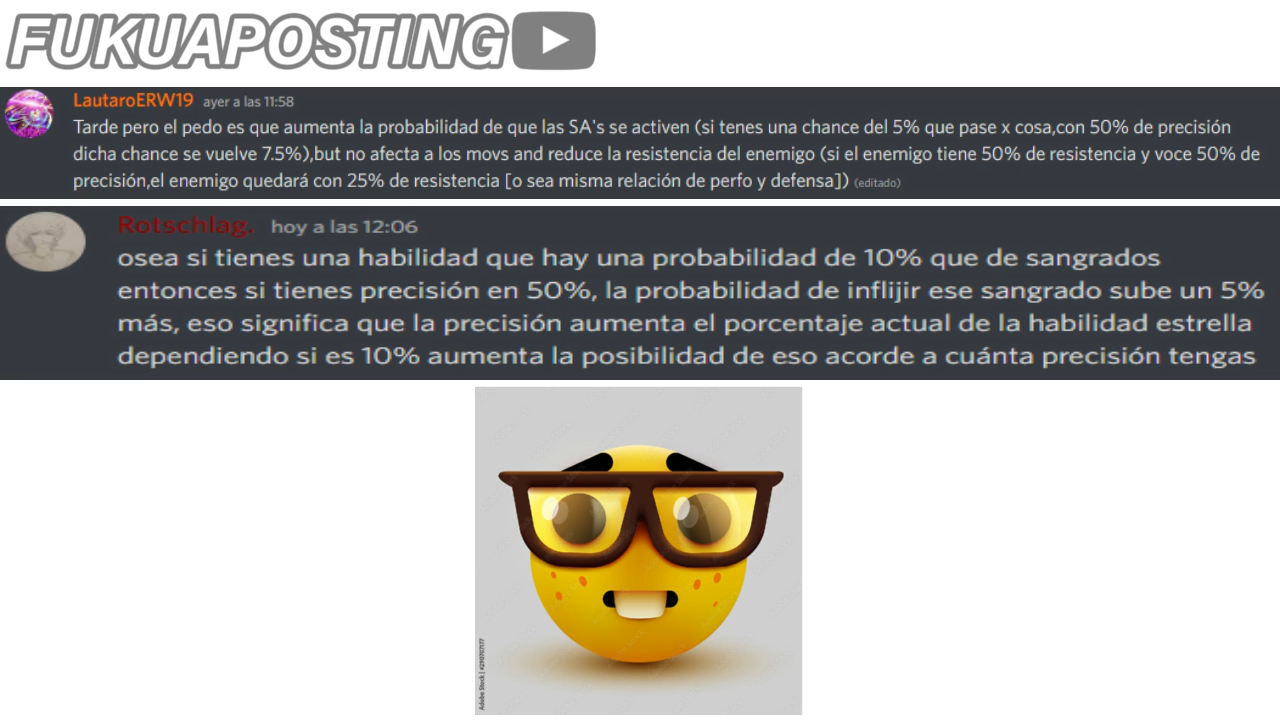 FUKUAPOSTING
LautaroERW19 ayer a las 11:58
Tarde pero el pedo es que aumenta la probabilidad de que las SA's se activen (si tenes una chance del 5% que pase x cosa,con 50% de precisión
dicha chance se vuelve 7.5%),but no afecta a los movs and reduce la resistencia del enemigo (si el enemigo tiene 50% de resistencia y voce 50% de
precisión,el enemigo quedará con 25% de resistencia [o sea misma relación de perfo y defensa]) (editado)
Rotschlag. hoy a las 12:06
osea si tienes una habilidad que hay una probabilidad de 10% que de sangrados
entonces si tienes precisión en 50%, la probabilidad de inflijir ese sangrado sube un 5%
más, eso significa que la precisión aumenta el porcentaje actual de la habilidad estrella
dependiendo si es 10% aumenta la posibilidad de eso acorde a cuánta precisión tengas